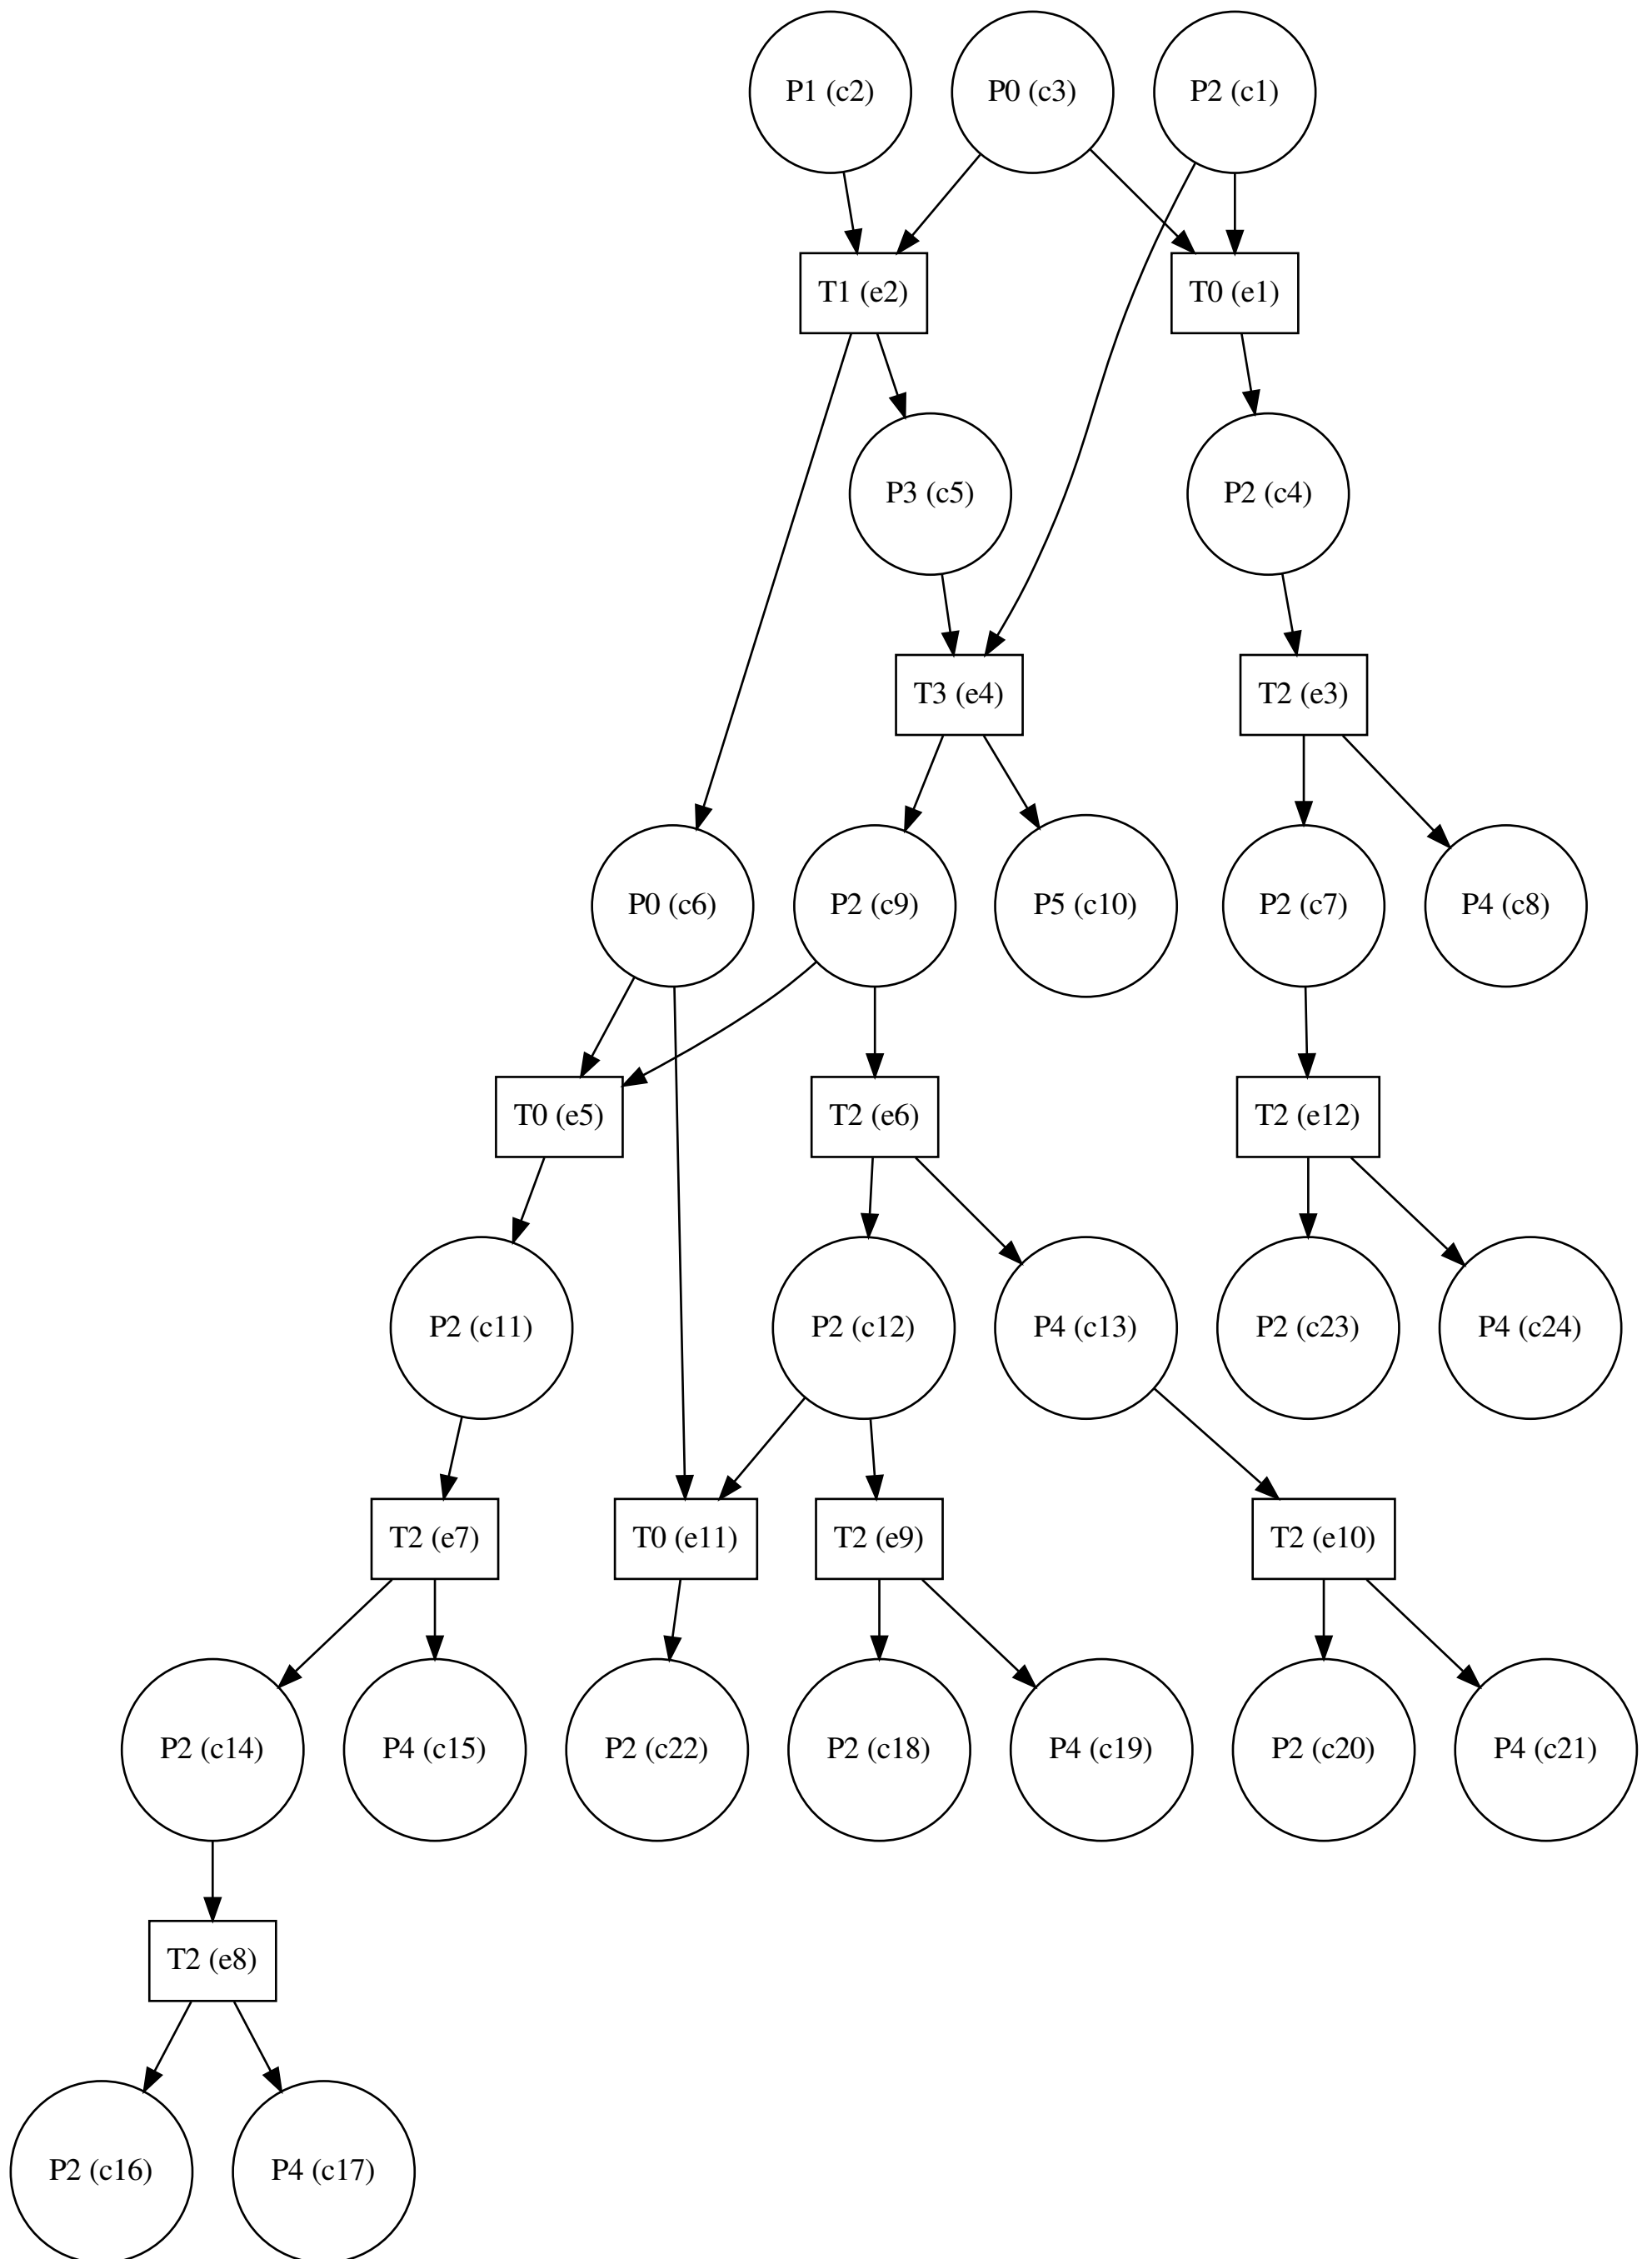 P1 (c2)
P0 (c3)
P2 (c1)
T1 (e2)
T0 (e1)
P3 (c5)
P2 (c4)
T3 (e4)
T2 (e3)
P0 (c6)
P2 (c9)
P5 (c10)
P2 (c7)
P4 (c8)
T0 (e5)
T2 (e6)
T2 (e12)
P2 (c11)
P2 (c12)
P4 (c13)
P2 (c23)
P4 (c24)
T2 (e7)
T0 (e11)
T2 (e9)
T2 (e10)
P2 (c14)
P4 (c15)
P2 (c22)
P2 (c18)
P4 (c19)
P2 (c20)
P4 (c21)
T2 (e8)
P2 (c16)
P4 (c17)